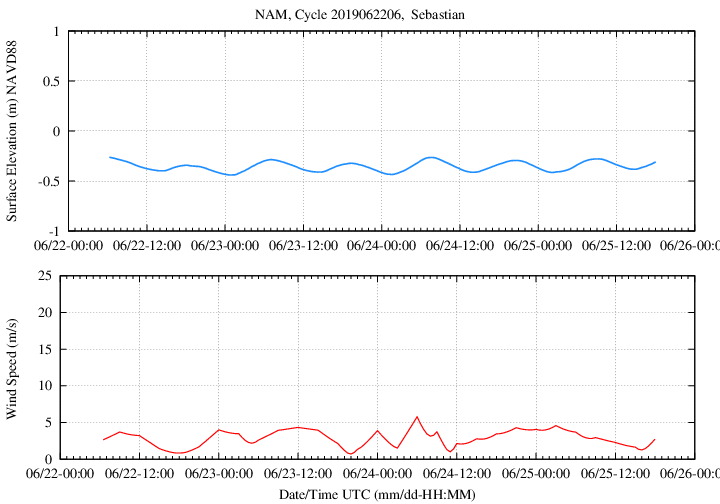 NAM, Cycle 2019062206,  Sebastian
Surface Elevation (m) NAVD88
1
0.5
0
-0.5
-1
06/22-00:00 06/22-12:00 06/23-00:00 06/23-12:00 06/24-00:00 06/24-12:00 06/25-00:00 06/25-12:00 06/26-0
Wind Speed (m/s)
25
20
15
10
5
0
06/22-00:00 06/22-12:00 06/23-00:00 06/23-12:00 06/24-00:00 06/24-12:00 06/25-00:00 06/25-12:00 06/26-0
Date/Time UTC (mm/dd-HH:MM)